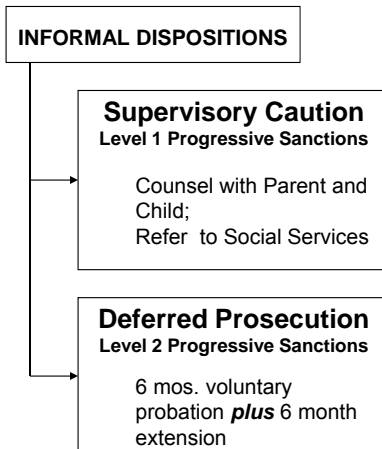 INFORMAL DISPOSITIONS
Supervisory Caution
Level 1 Progressive Sanctions
Counsel with Parent and
Child;
Refer to Social Services
Deferred Prosecution
Level 2 Progressive Sanctions
6 mos. voluntary
probation plus 6 month
extension